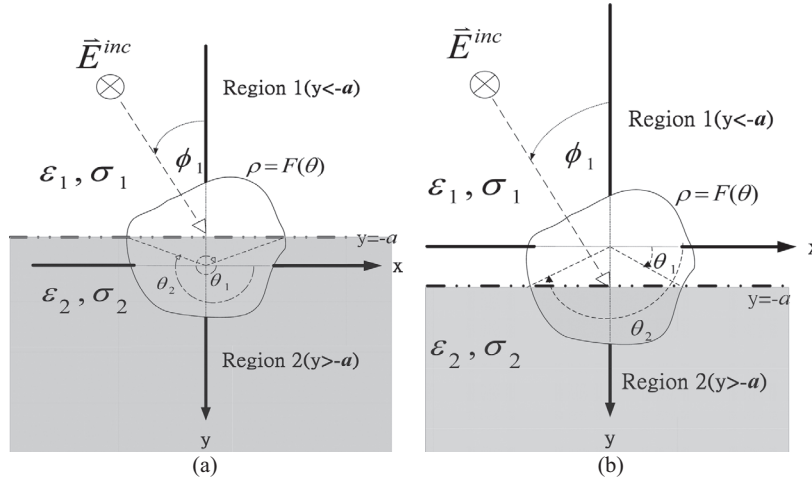 E⃗^{inc}
Region 1(y<-a)
ϕ₁
ρ=F(θ)
ε₁,σ₁
y=-a
x
θ₂
θ₁
ε₂,σ₂
Region 2(y>-a)
y
(a)
E⃗^{inc}
Region 1(y<-a)
ϕ₁
ρ=F(θ)
ε₁,σ₁
x
θ₁
y=-a
θ₂
ε₂,σ₂
Region 2(y>-a)
y
(b)